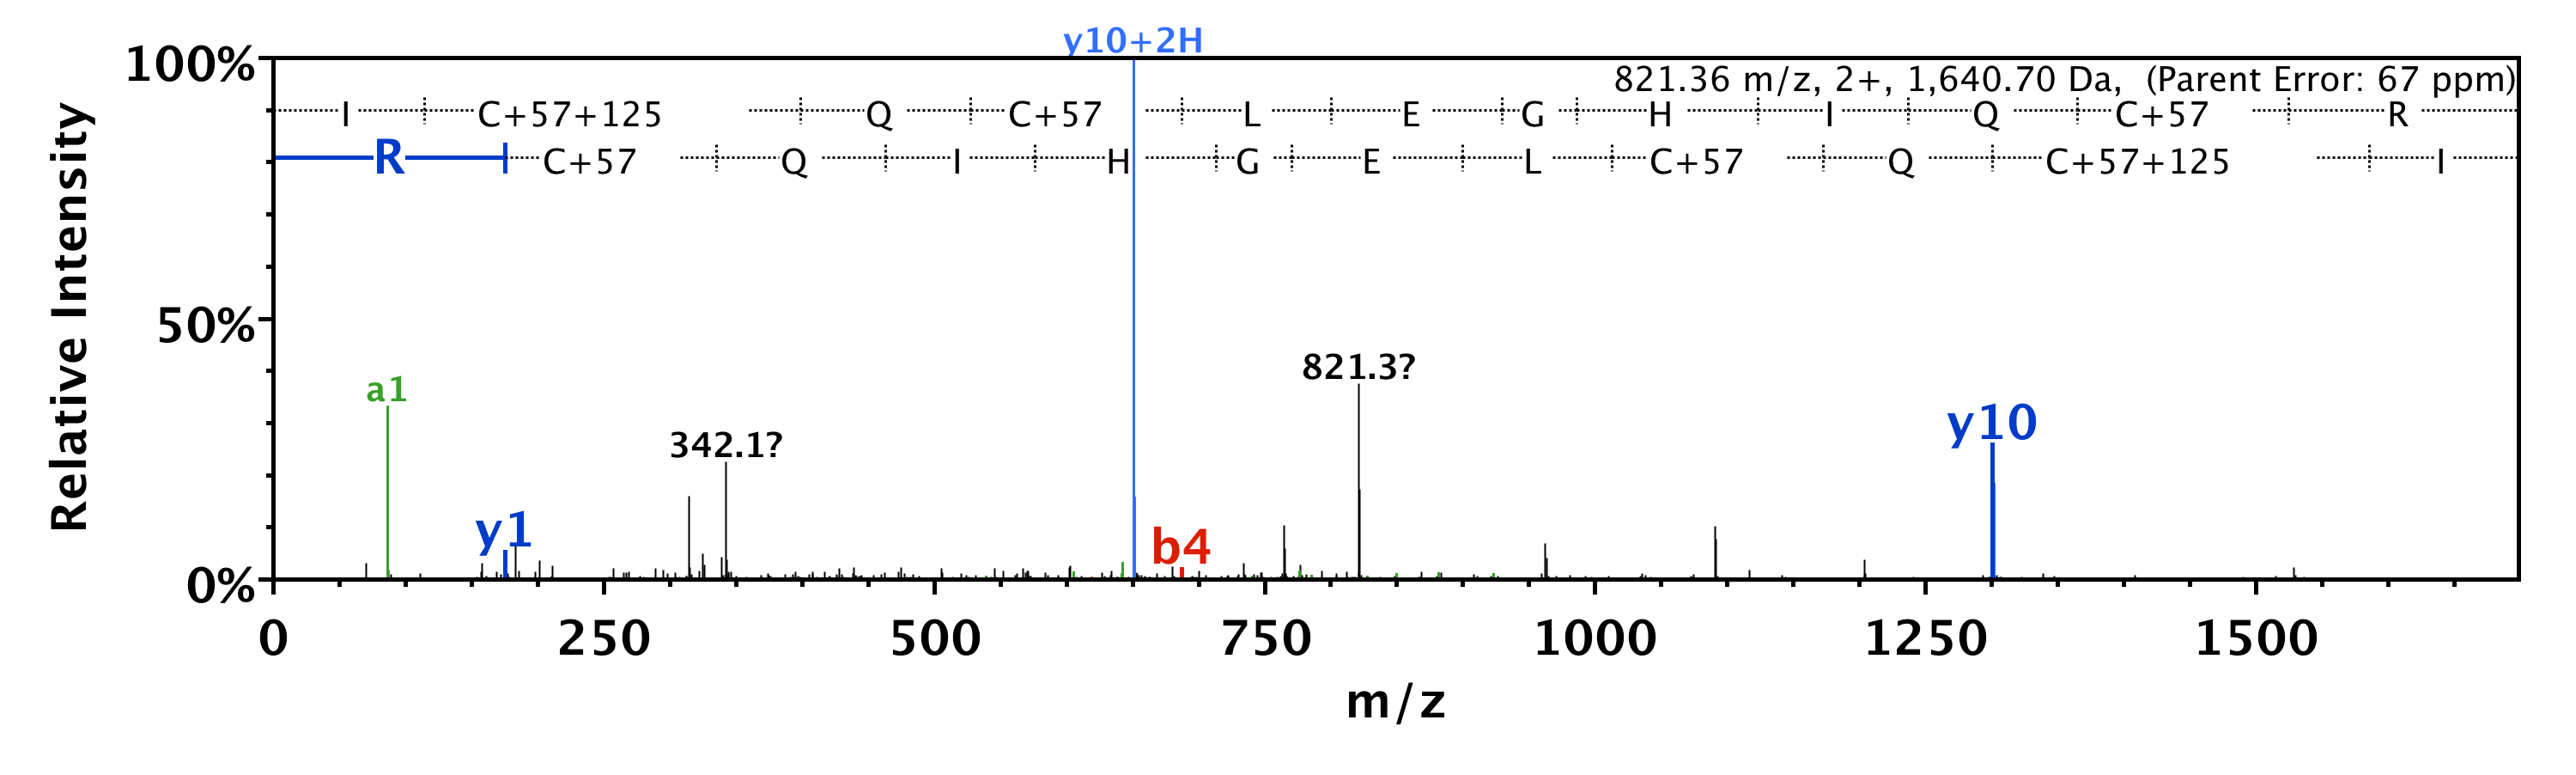 y10+2H
100%
821.36 m/z, 2+, 1,640.70 Da, (Parent Error: 67 ppm)
I C+57+125 Q C+57 L E G H I Q C+57 R
R C+57 Q I H G E L C+57 Q C+57+125 I
Relative Intensity
50%
821.3?
a1
y10
342.1?
y1
b4
0%
0 250 500 750 1000 1250 1500
m/z